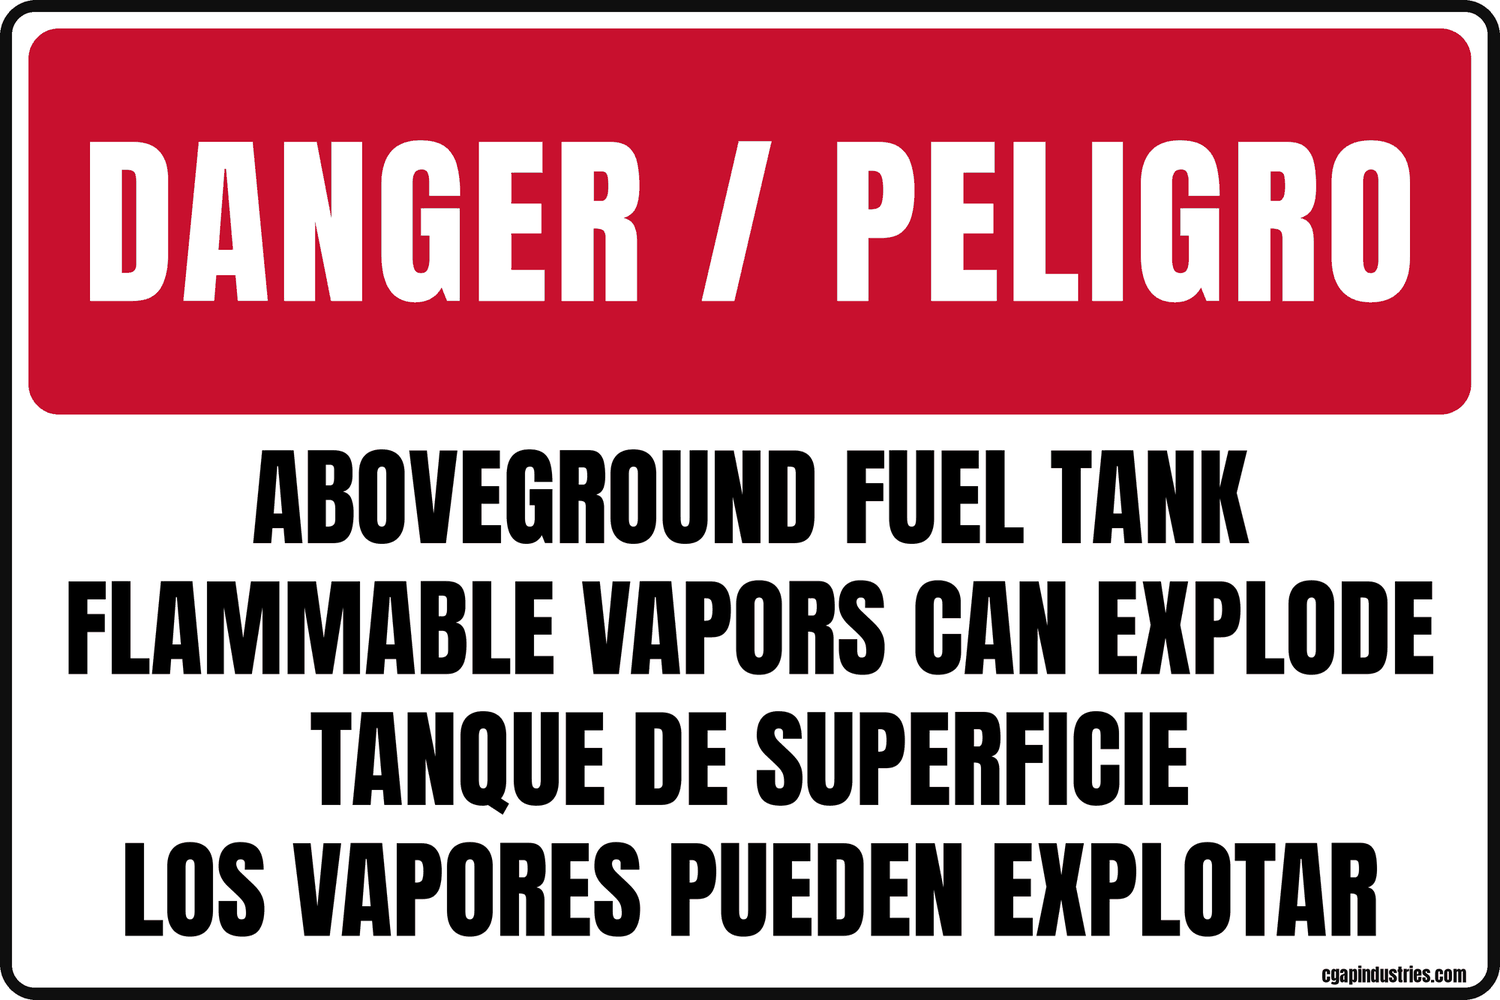 DANGER / PELIGRO
ABOVEGROUND FUEL TANK
FLAMMABLE VAPORS CAN EXPLODE
TANQUE DE SUPERFICIE
LOS VAPORES PUEDEN EXPLOTAR
cgapindustries.com